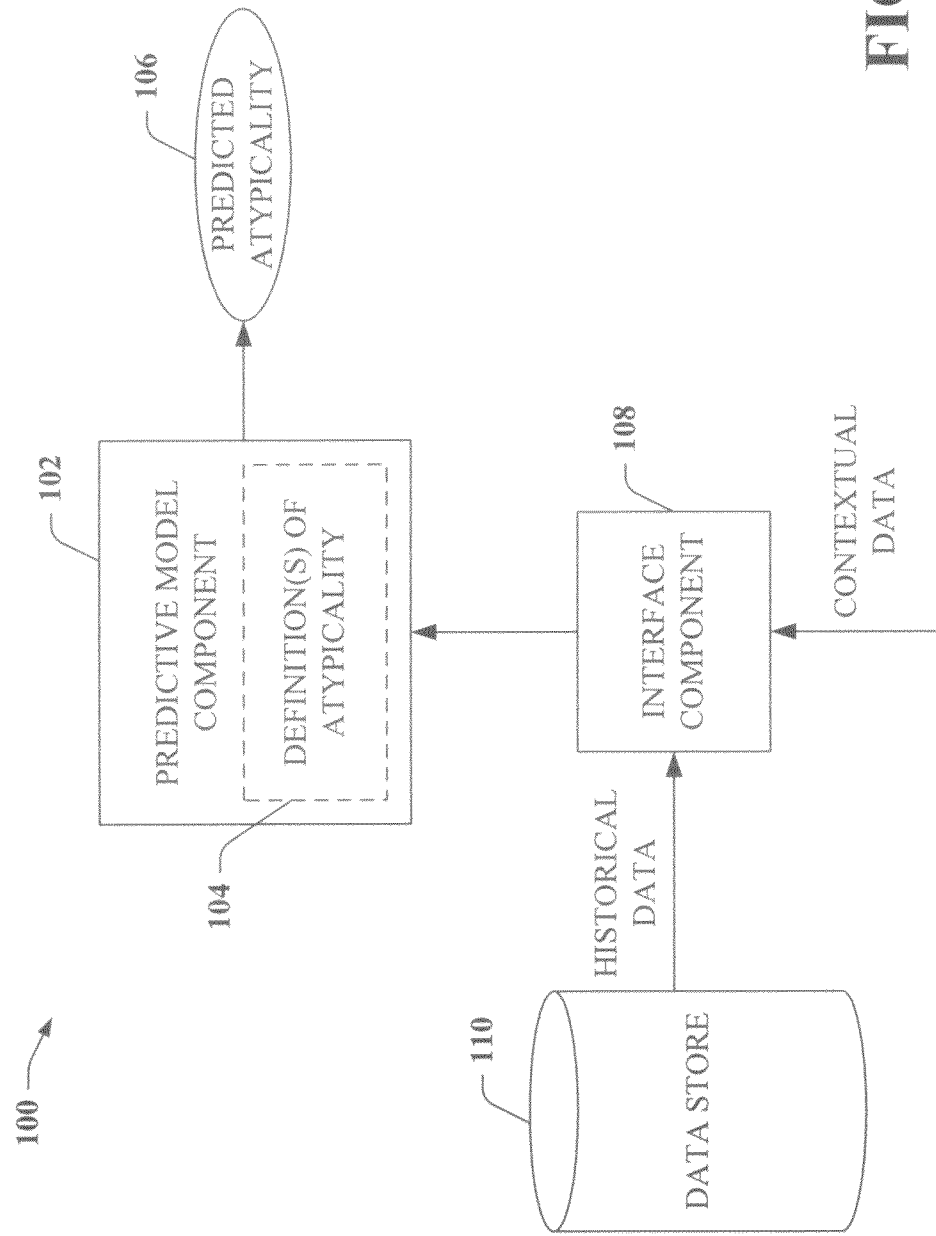 100
102
PREDICTIVE MODEL
COMPONENT
106
PREDICTED
ATYPICALITY
104
DEFINITION(S) OF
ATYPICALITY
110
DATA STORE
HISTORICAL
DATA
108
INTERFACE
COMPONENT
CONTEXTUAL
DATA